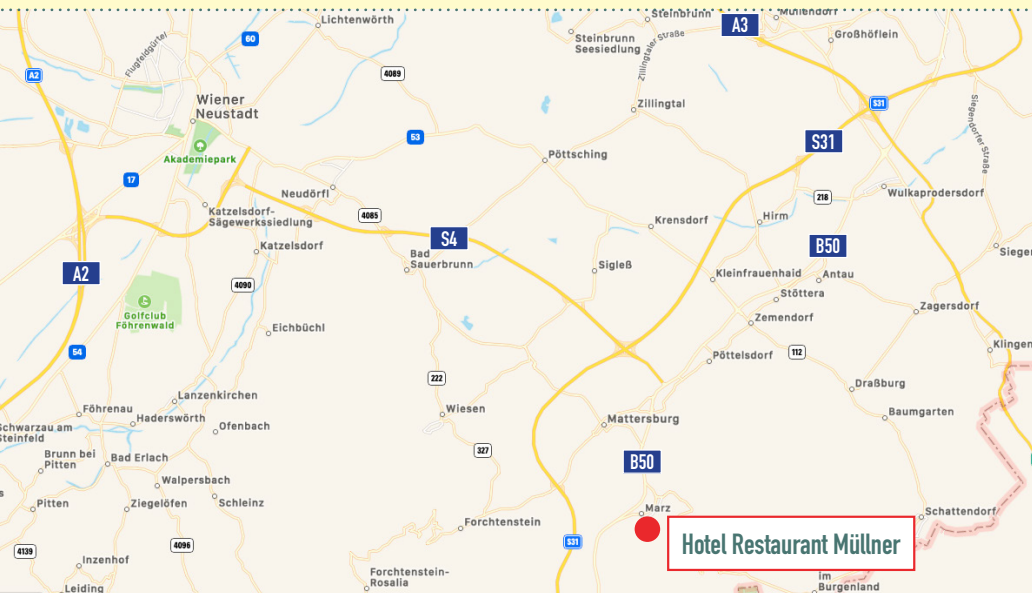 Steinbrunn
Müllendorf
Lichtenwörth
A3
Großhöflein
60
Steinbrunn
Seesiedlung
Zillingtaler Straße
Flugfeldgürtel
A2
4089
Wiener
Neustadt
Zillingtal
S31
Siegendorfer Straße
53
S31
Akademiepark
Pöttsching
17
Neudörfl
218
Wulkaprodersdorf
Katzelsdorf-
Sägewerkssiedlung
4085
Krensdorf
Hirm
S4
B50
Katzelsdorf
Bad
Sauerbrunn
Sigleß
A2
Kleinfrauenhaid
Antau
4090
Stöttera
Zagersdorf
Golfclub
Föhrenwald
Eichbüchl
Zemendorf
54
Pöttelsdorf
112
Klingen
222
Draßburg
Lanzenkirchen
Föhrenau
Haderswörth
Wiesen
Baumgarten
Schwarzau am
Steinfeld
Ofenbach
Mattersburg
Brunn bei
Pitten
Bad Erlach
327
B50
Walpersbach
Pitten
Ziegelöfen
Schleinz
Marz
Schattendorf
Forchtenstein
S31
Hotel Restaurant Müllner
4139
4096
Inzenhof
Forchtenstein-
Rosalia
im
Burgenland
Leiding